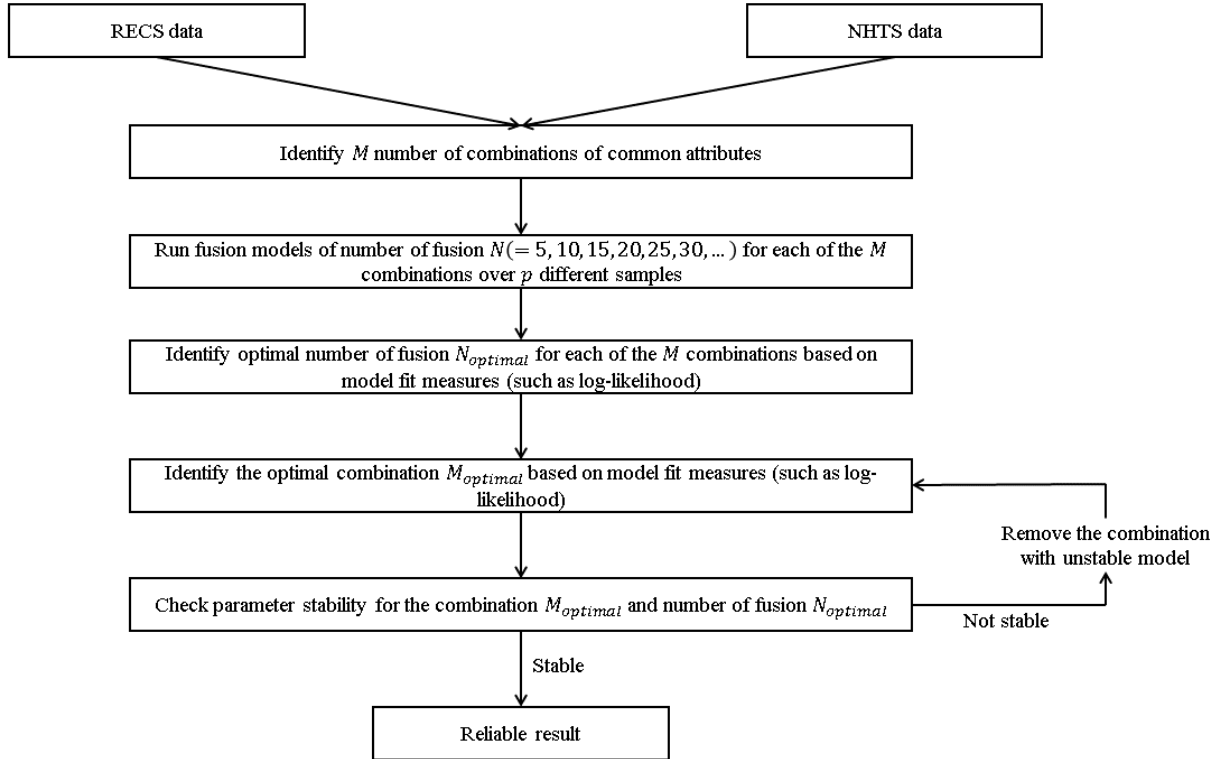 RECS data
NHTS data
Identify M number of combinations of common attributes
Run fusion models of number of fusion N(= 5, 10, 15,20,25,30, … ) for each of the M
combinations over p different samples
Identify optimal number of fusion N_optimal for each of the M combinations based on
model fit measures (such as log-likelihood)
Identify the optimal combination M_optimal based on model fit measures (such as log-
likelihood)
Remove the combination
with unstable model
Check parameter stability for the combination M_optimal and number of fusion N_optimal
Not stable
Stable
Reliable result